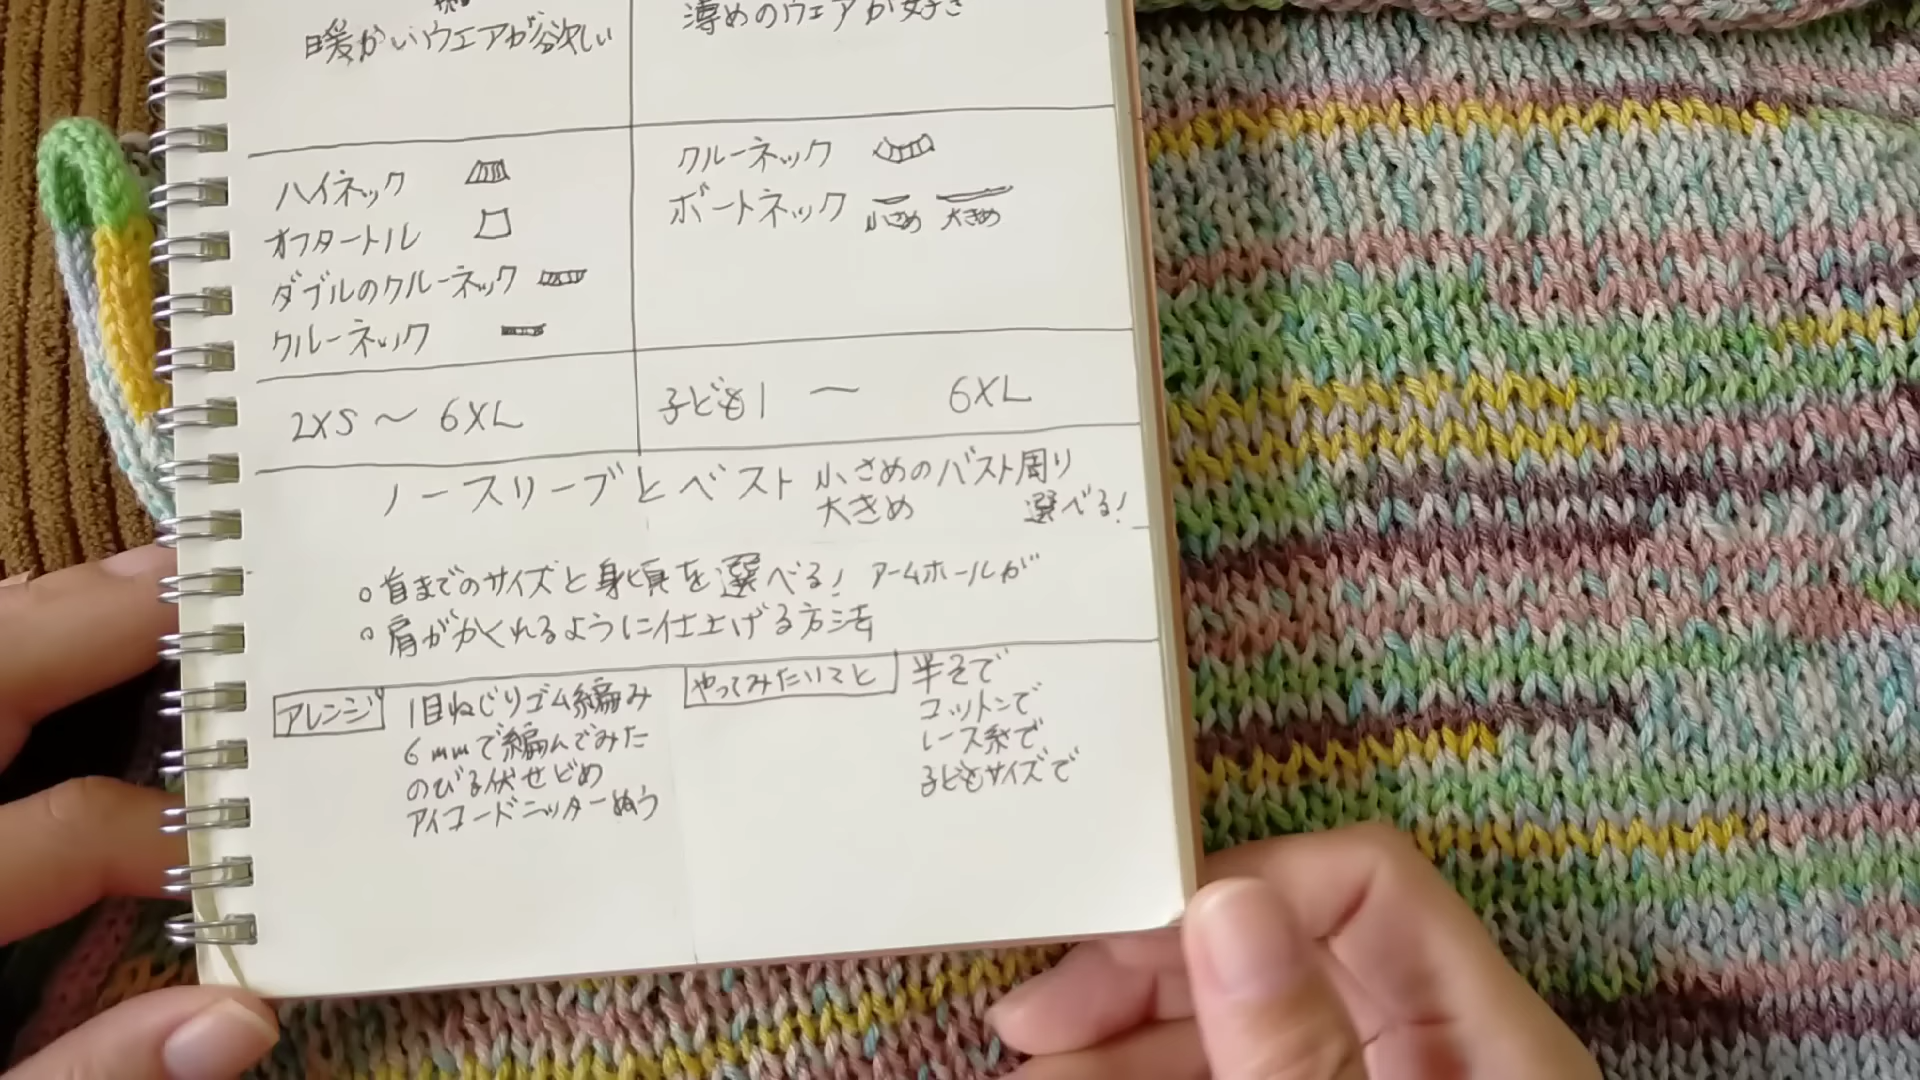 暖かいウエアが欲しい
薄めのウエアが好き
ハイネック
オフタートル
ダブルのクルーネック
クルーネック
クルーネック
ボートネック 小さめ 大きめ
2XS 〜 6XL
子ども1 〜 6XL
ノースリーブとベスト 小さめのバスト周り
大きめ 選べる!
○首までのサイズと身頃を選べる! アームホールが
○肩がかくれるように仕上げる方法
アレンジ 1目ねじりゴム編み
6mmで編んでみた
のびる伏せどめ
アイコードニッターぬう
やってみたいこと 半そで
コットンで
レース糸で
子どもサイズで